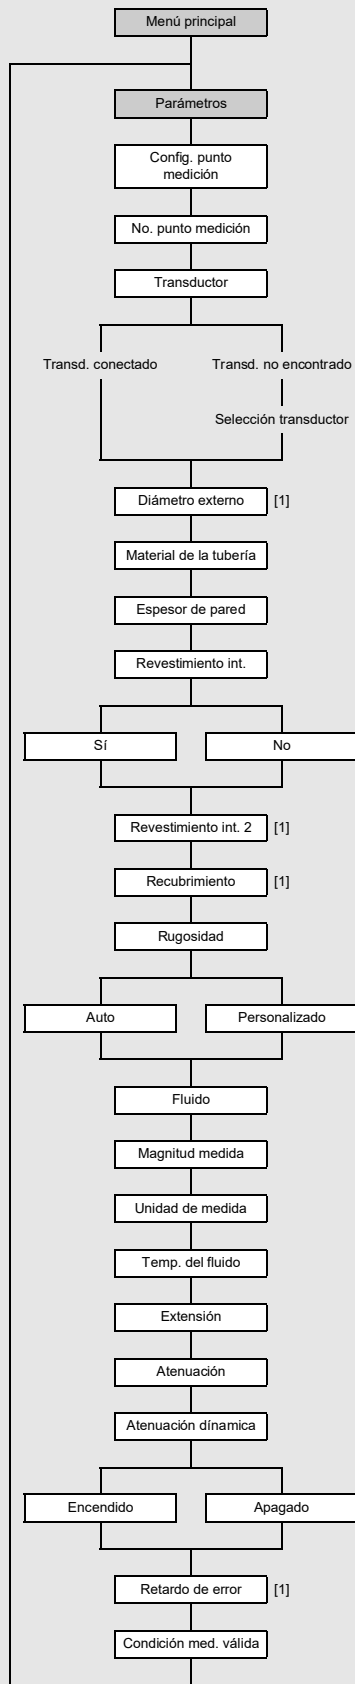 Menú principal
Parámetros
Config. punto
medición
No. punto medición
Transductor
Transd. conectado
Transd. no encontrado
Selección transductor
Diámetro externo [1]
Material de la tubería
Espesor de pared
Revestimiento int.
Sí
No
Revestimiento int. 2 [1]
Recubrimiento [1]
Rugosidad
Auto
Personalizado
Fluido
Magnitud medida
Unidad de medida
Temp. del fluido
Extensión
Atenuación
Atenuación dínamica
Encendido
Apagado
Retardo de error [1]
Condición med. válida